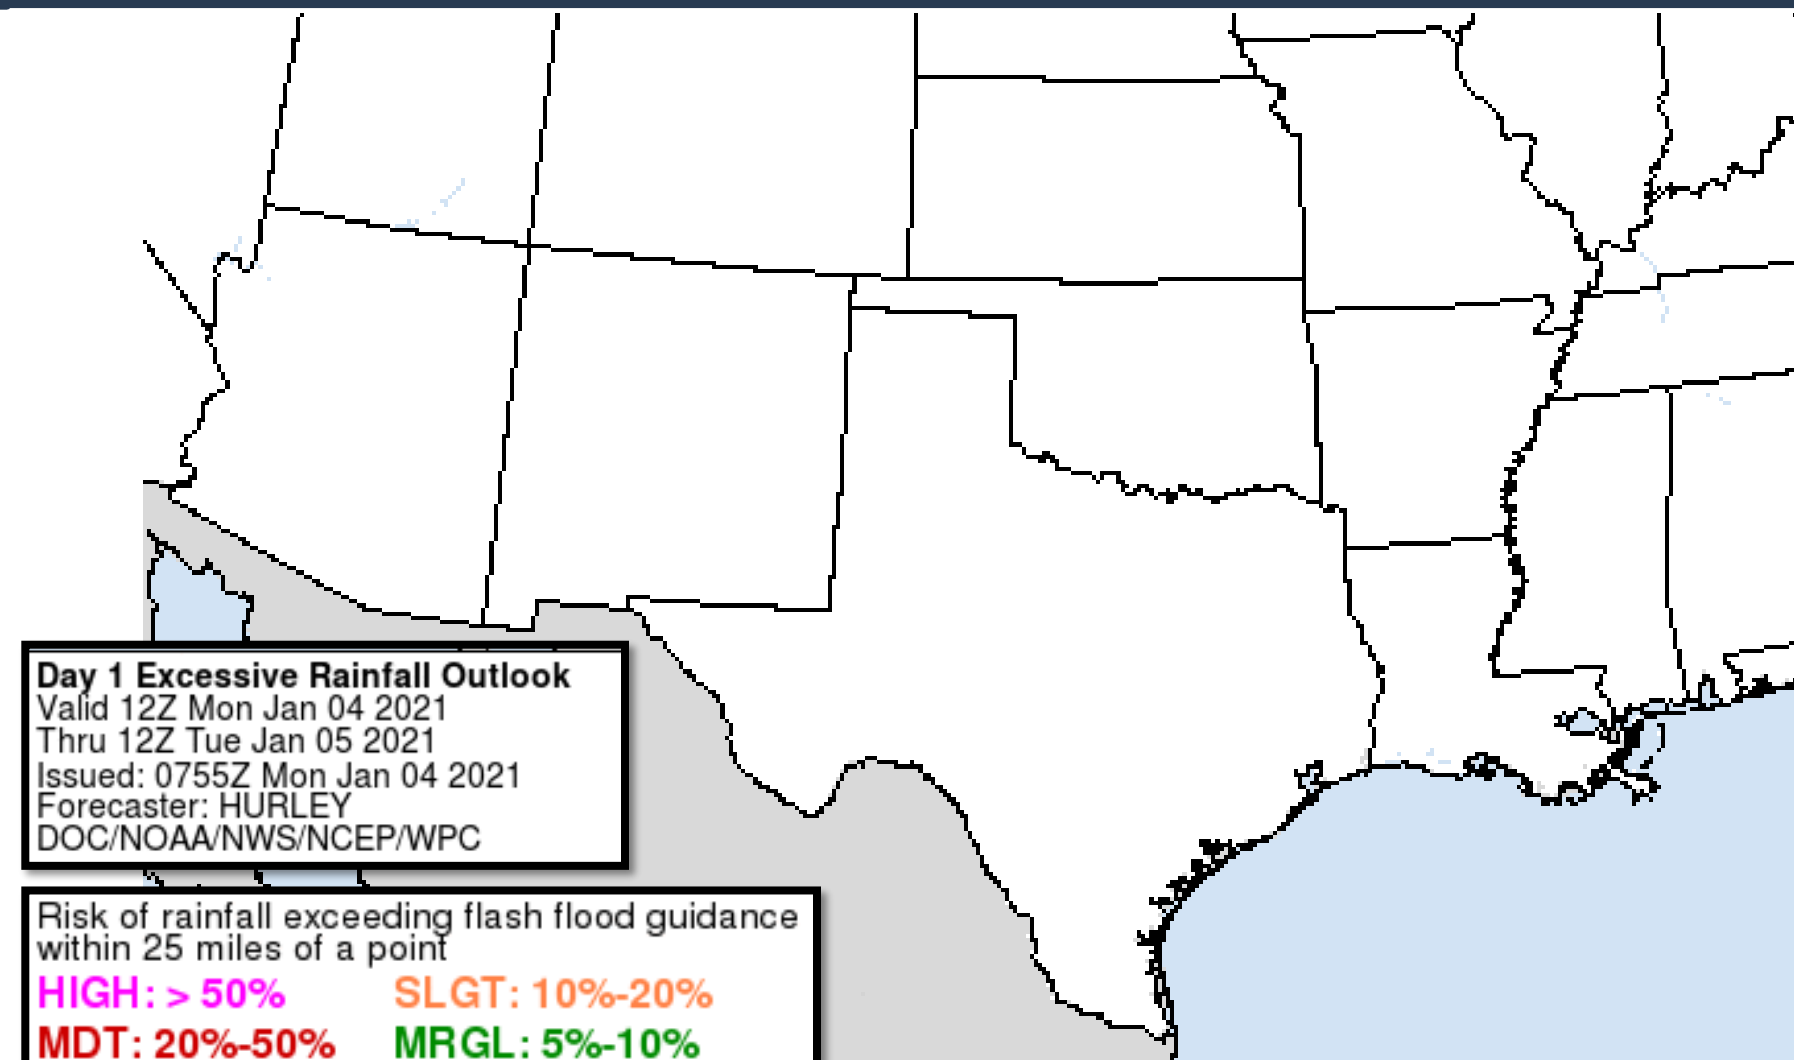 Day 1 Excessive Rainfall Outlook
Valid 12Z Mon Jan 04 2021
Thru 12Z Tue Jan 05 2021
Issued: 0755Z Mon Jan 04 2021
Forecaster: HURLEY
DOC/NOAA/NWS/NCEP/WPC
Risk of rainfall exceeding flash flood guidance
within 25 miles of a point
HIGH: > 50% SLGT: 10%-20%
MDT: 20%-50% MRGL: 5%-10%